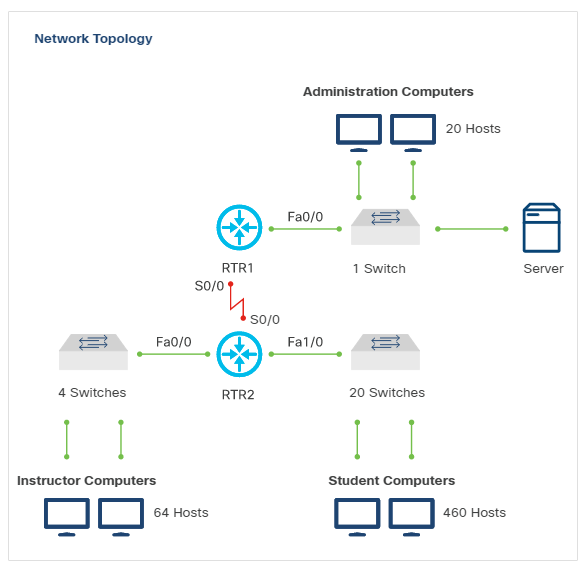 Network Topology
Administration Computers
20 Hosts
Fa0/0
RTR1
1 Switch
Server
S0/0
S0/0
Fa0/0
Fa1/0
4 Switches
RTR2
20 Switches
Instructor Computers
Student Computers
64 Hosts
460 Hosts